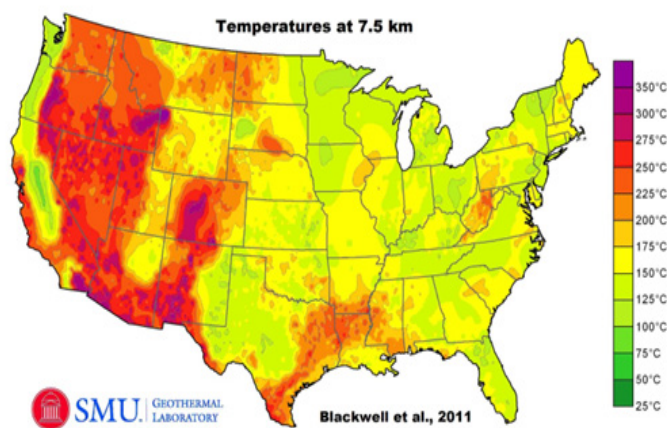 Temperatures at 7.5 km
350°C
300°C
275°C
250°C
225°C
200°C
175°C
150°C
125°C
100°C
75°C
50°C
25°C
SMU.
GEOTHERMAL
LABORATORY
Blackwell et al., 2011